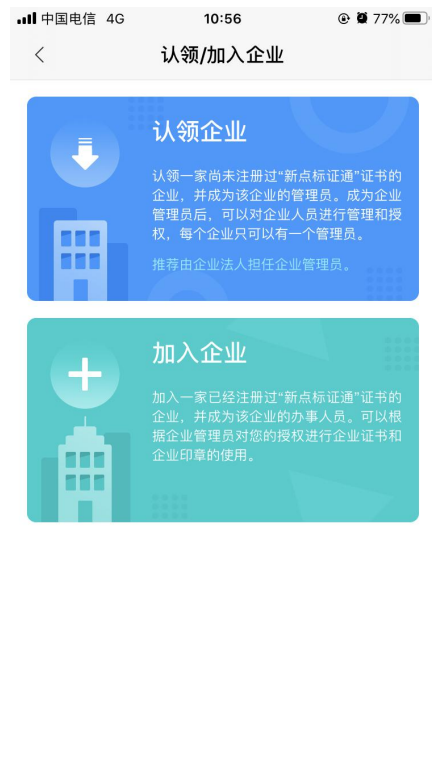 中国电信 4G 10:56 77%
认领/加入企业
认领企业
认领一家尚未注册过“新点标证通”证书的
企业，并成为该企业的管理员。成为企业
管理员后，可以对企业人员进行管理和授
权，每个企业只可以有一个管理员。
推荐由企业法人担任企业管理员。
加入企业
加入一家已经注册过“新点标证通”证书的
企业，并成为该企业的办事人员。可以根
据企业管理员对您的授权进行企业证书和
企业印章的使用。